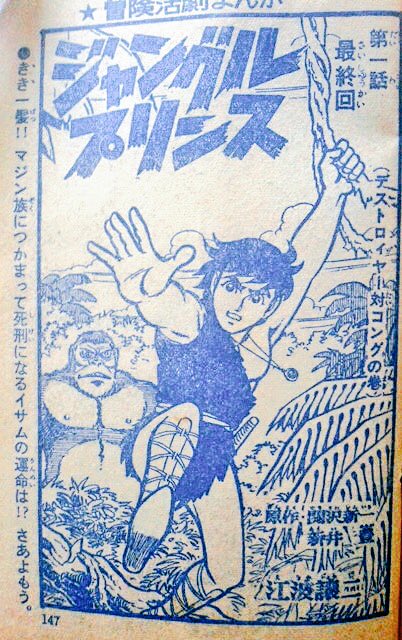 ★冒険活劇まんが
ジャングル
プリンス
第一話
最終回
(デストロイヤー対コングの巻)
原作・関沢新一
新井
江波譲二
●きき一髪!! マジン族につかまって死刑になるイサムの運命は!? さあよもう。
147